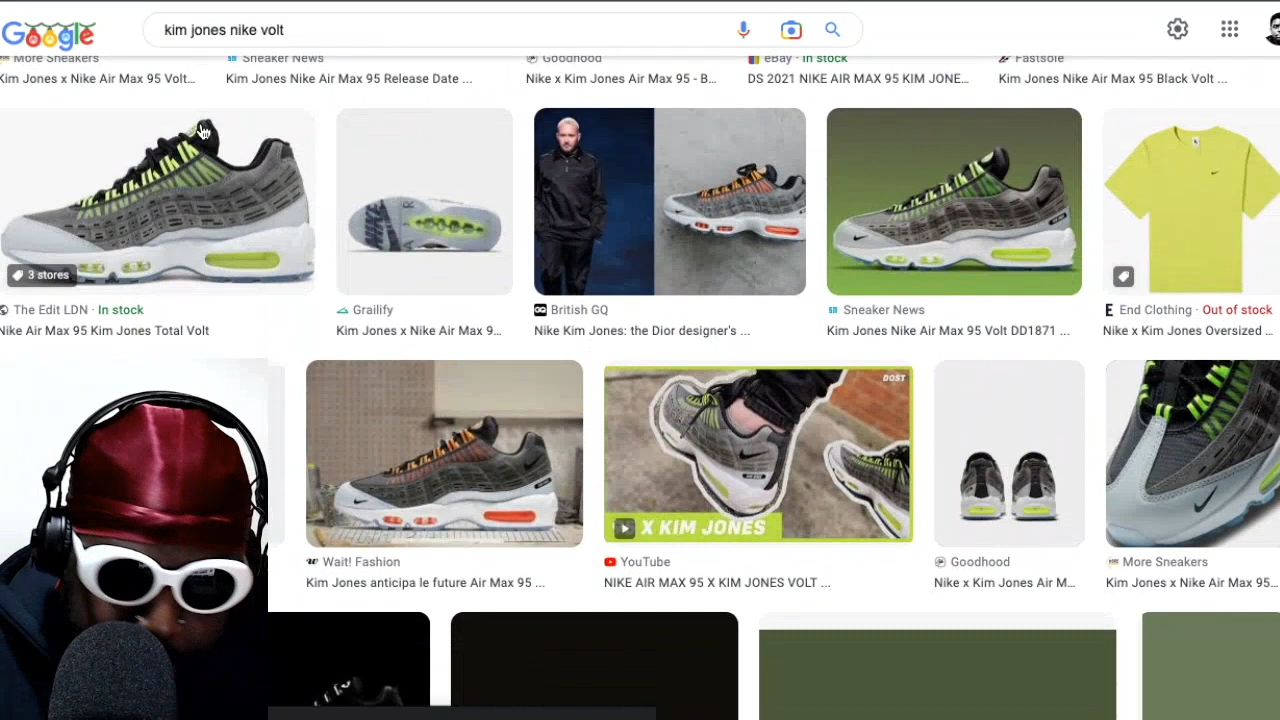 Google
kim jones nike volt
More Sneakers
Sneaker News
Goodhood
eBay · In stock
Fastsole
Kim Jones x Nike Air Max 95 Volt...
Kim Jones Nike Air Max 95 Release Date ...
Nike x Kim Jones Air Max 95 - B...
DS 2021 NIKE AIR MAX 95 KIM JONE...
Kim Jones Nike Air Max 95 Black Volt ...
3 stores
The Edit LDN · In stock
Grailify
GQ British GQ
Sneaker News
End Clothing · Out of stock
Nike Air Max 95 Kim Jones Total Volt
Kim Jones x Nike Air Max 9...
Nike Kim Jones: the Dior designer's ...
Kim Jones Nike Air Max 95 Volt DD1871 ...
Nike x Kim Jones Oversized ...
DOST
X KIM JONES
Wait! Fashion
YouTube
Goodhood
More Sneakers
Kim Jones anticipa le future Air Max 95 ...
NIKE AIR MAX 95 X KIM JONES VOLT ...
Nike x Kim Jones Air M...
Kim Jones x Nike Air Max 95...